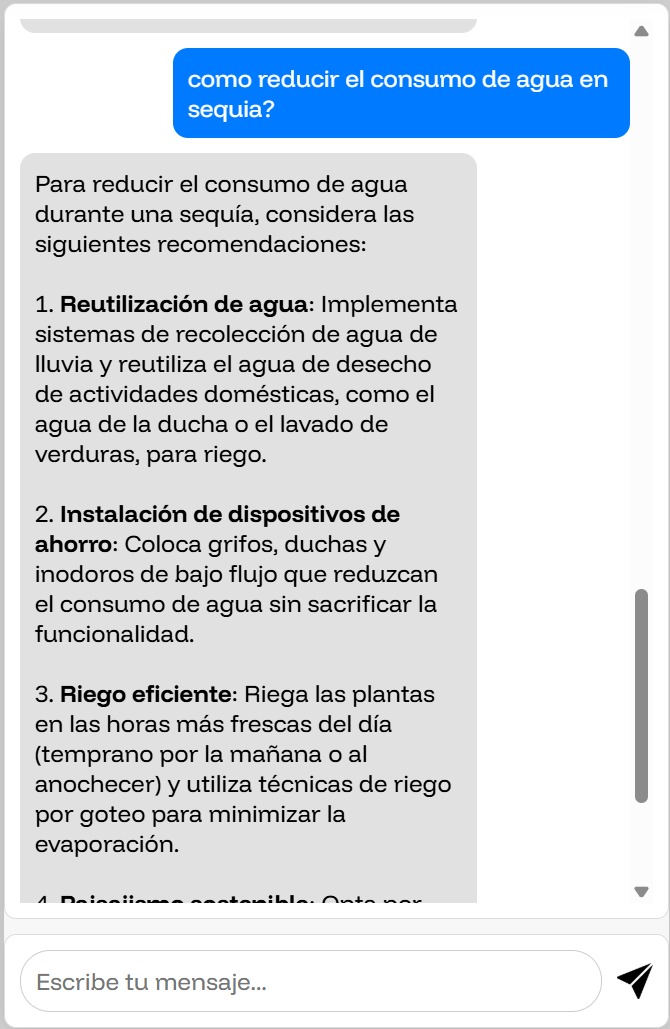 como reducir el consumo de agua en
sequia?
Para reducir el consumo de agua
durante una sequía, considera las
siguientes recomendaciones:
1. Reutilización de agua: Implementa
sistemas de recolección de agua de
lluvia y reutiliza el agua de desecho
de actividades domésticas, como el
agua de la ducha o el lavado de
verduras, para riego.
2. Instalación de dispositivos de
ahorro: Coloca grifos, duchas y
inodoros de bajo flujo que reduzcan
el consumo de agua sin sacrificar la
funcionalidad.
3. Riego eficiente: Riega las plantas
en las horas más frescas del día
(temprano por la mañana o al
anochecer) y utiliza técnicas de riego
por goteo para minimizar la
evaporación.
4. Paisajismo sostenible: Opta por
Escribe tu mensaje...